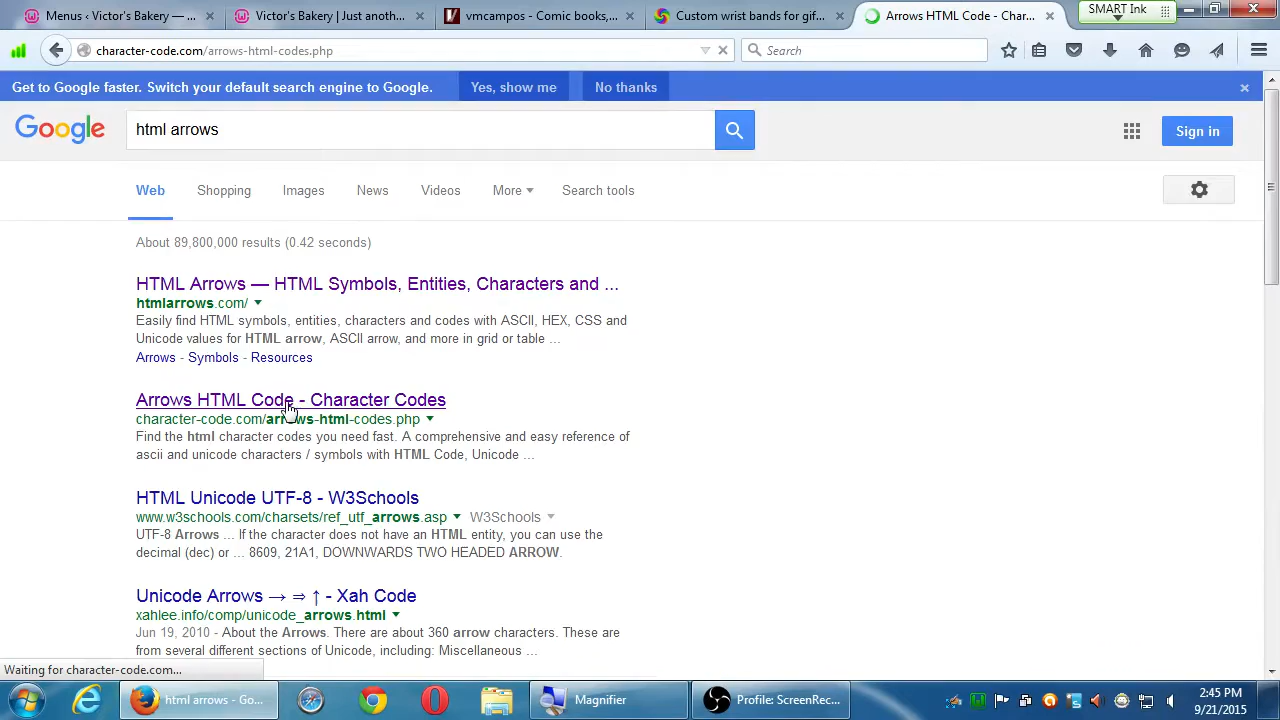 Menus ‹ Victor's Bakery — ...
Victor's Bakery | Just anoth...
vmcampos - Comic books,...
Custom wrist bands for gif...
Arrows HTML Code - Char...
SMART Ink
character-code.com/arrows-html-codes.php
Search
Get to Google faster. Switch your default search engine to Google.
Yes, show me
No thanks
Google
html arrows
Sign in
Web
Shopping
Images
News
Videos
More
Search tools
About 89,800,000 results (0.42 seconds)
HTML Arrows — HTML Symbols, Entities, Characters and ...
htmlarrows.com/
Easily find HTML symbols, entities, characters and codes with ASCII, HEX, CSS and
Unicode values for HTML arrow, ASCII arrow, and more in grid or table ...
Arrows - Symbols - Resources
Arrows HTML Code - Character Codes
character-code.com/arrows-html-codes.php
Find the html character codes you need fast. A comprehensive and easy reference of
ascii and unicode characters / symbols with HTML Code, Unicode ...
HTML Unicode UTF-8 - W3Schools
www.w3schools.com/charsets/ref_utf_arrows.asp W3Schools
UTF-8 Arrows ... If the character does not have an HTML entity, you can use the
decimal (dec) or ... 8609, 21A1, DOWNWARDS TWO HEADED ARROW.
Unicode Arrows → ⇒ ↑ - Xah Code
xahlee.info/comp/unicode_arrows.html
Jun 19, 2010 - About the Arrows. There are about 360 arrow characters. These are
from several different sections of Unicode, including: Miscellaneous ...
Waiting for character-code.com...
html arrows - Go...
Magnifier
Profile: ScreenRec...
2:45 PM
9/21/2015